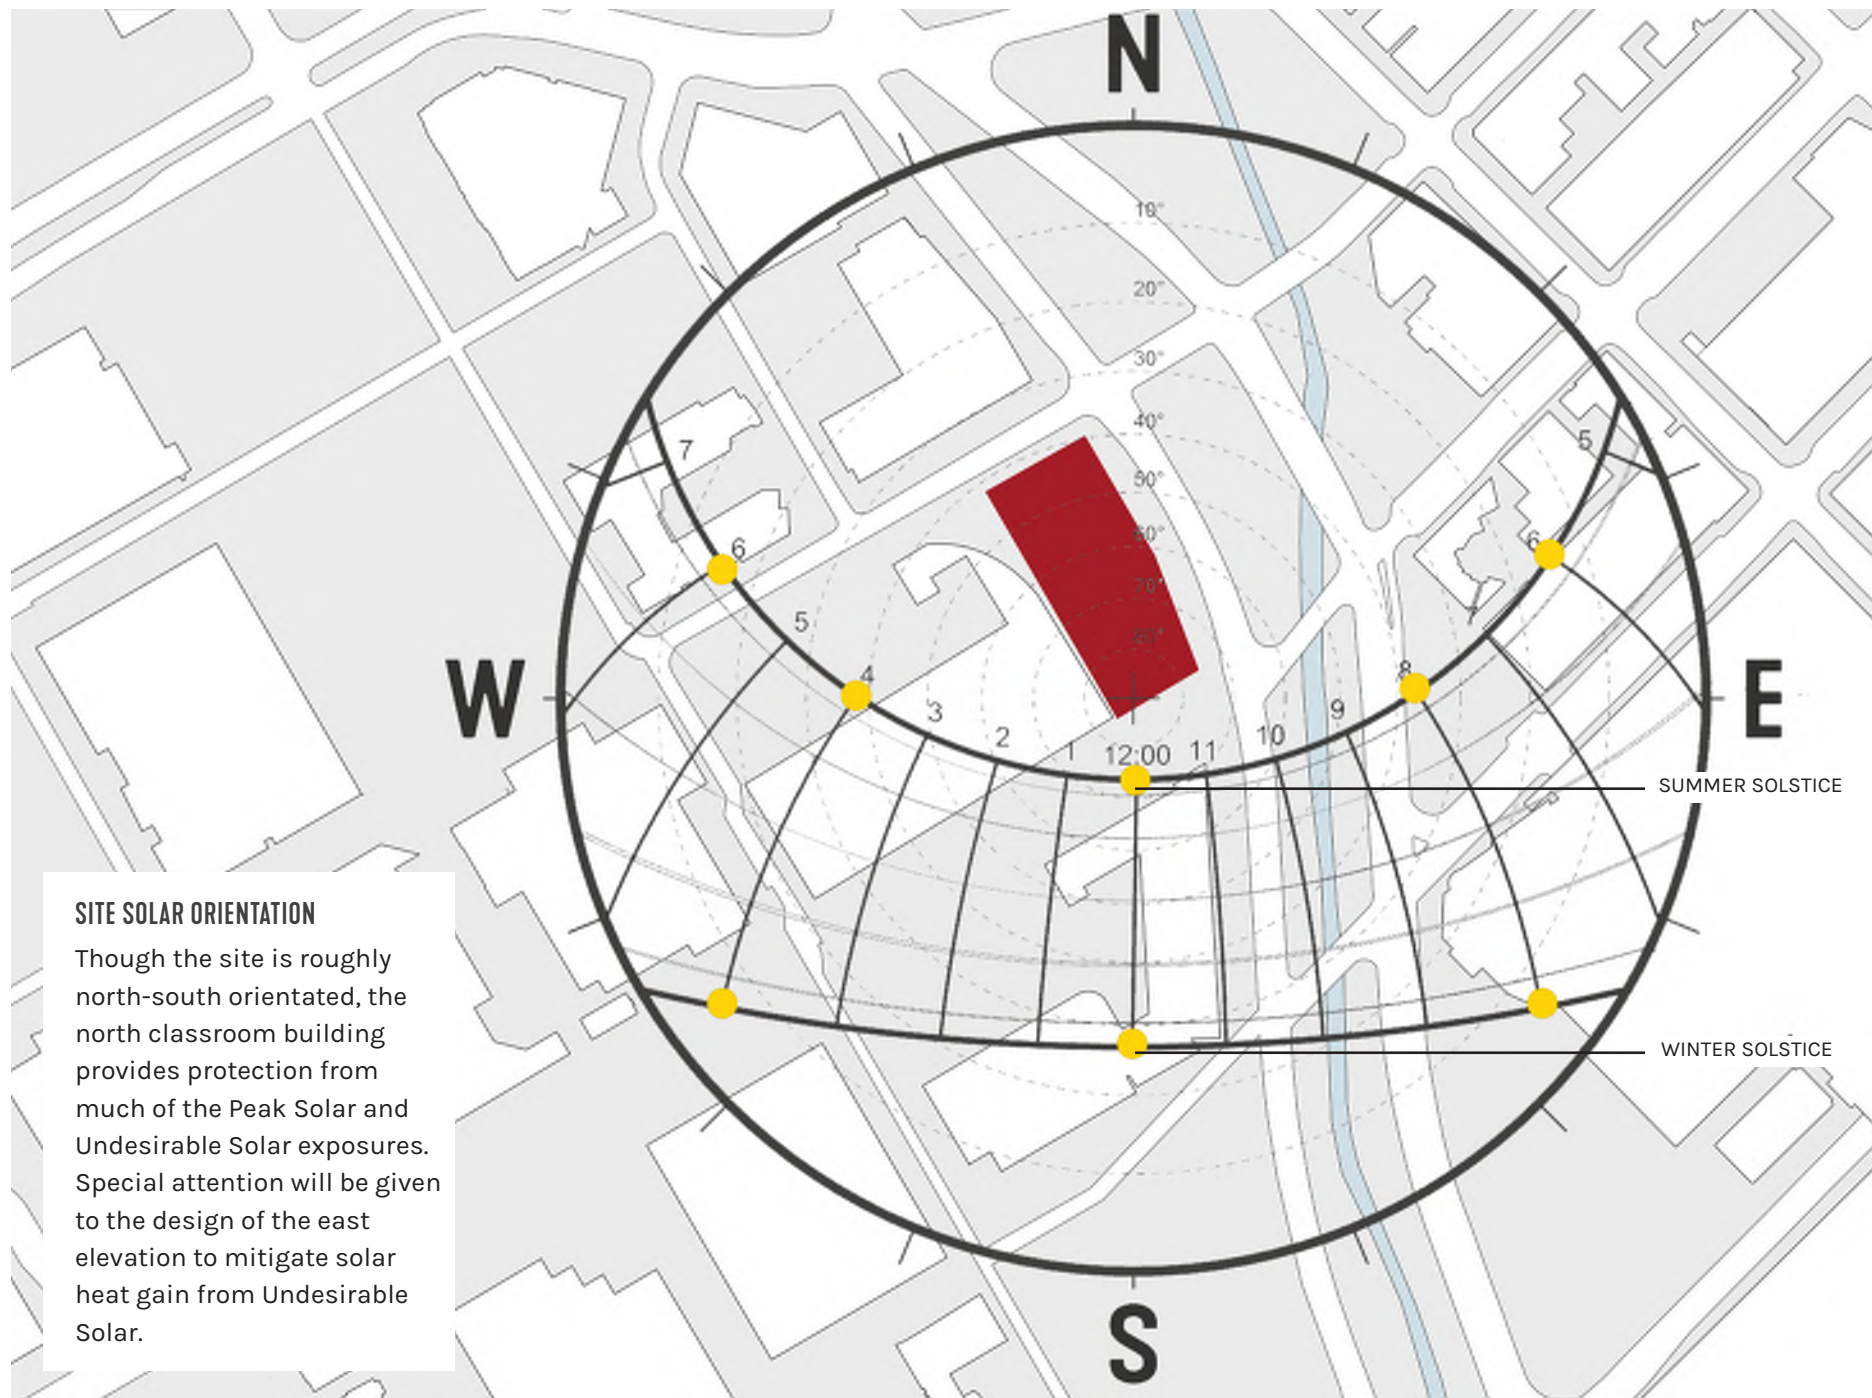 N
10°
20°
30°
40°
50°
60°
70°
80°
7
5
6
6
5
7
4
8
3
9
2
10
1
12:00
11
W
E
SUMMER SOLSTICE
WINTER SOLSTICE
S
SITE SOLAR ORIENTATION
Though the site is roughly
north-south orientated, the
north classroom building
provides protection from
much of the Peak Solar and
Undesirable Solar exposures.
Special attention will be given
to the design of the east
elevation to mitigate solar
heat gain from Undesirable
Solar.